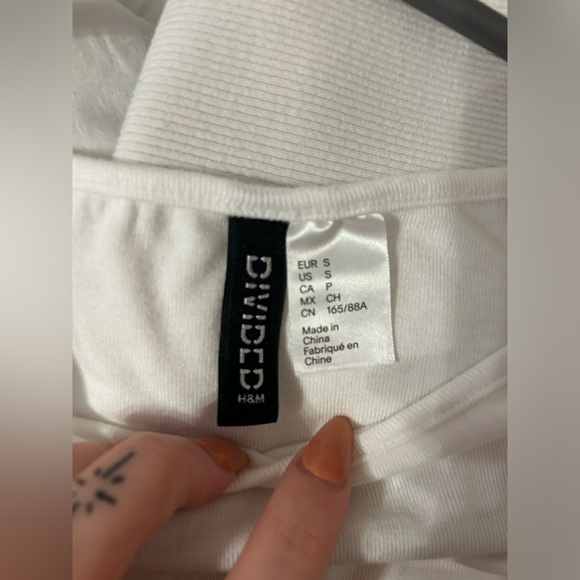 DIVIDED
H&M
EUR S
US S
CA P
MX CH
CN 165/88A
Made in
China
Fabriqué en
Chine